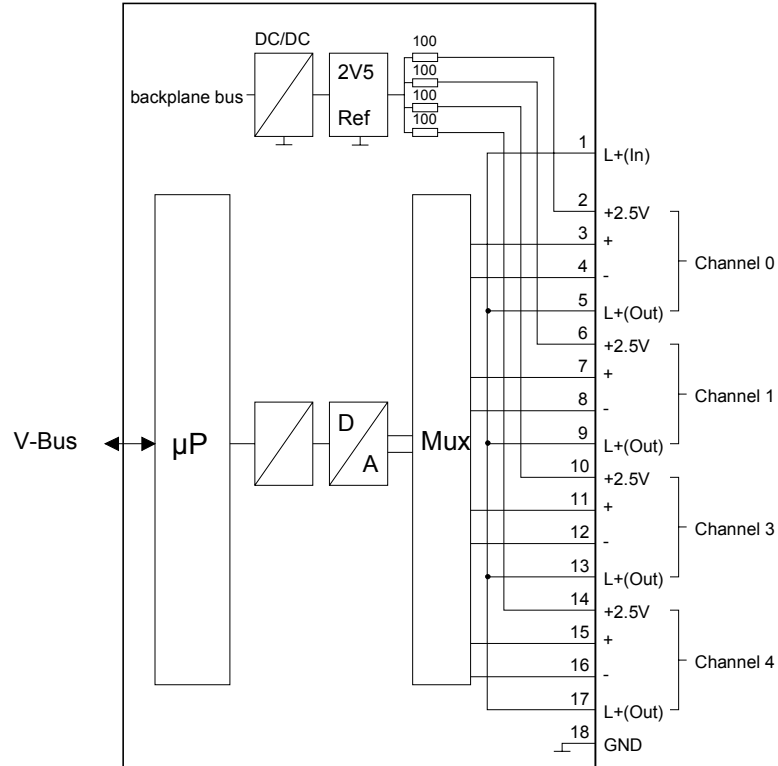 DC/DC
100
2V5
100
backplane bus
100
Ref
100
1
L+(In)
2
+2.5V
3
+
4
-
Channel 0
5
L+(Out)
6
+2.5V
7
+
8
-
Channel 1
9
L+(Out)
V-Bus
µP
D
A
Mux
10
+2.5V
11
+
12
-
Channel 3
13
L+(Out)
14
+2.5V
15
+
16
-
Channel 4
17
L+(Out)
18
GND